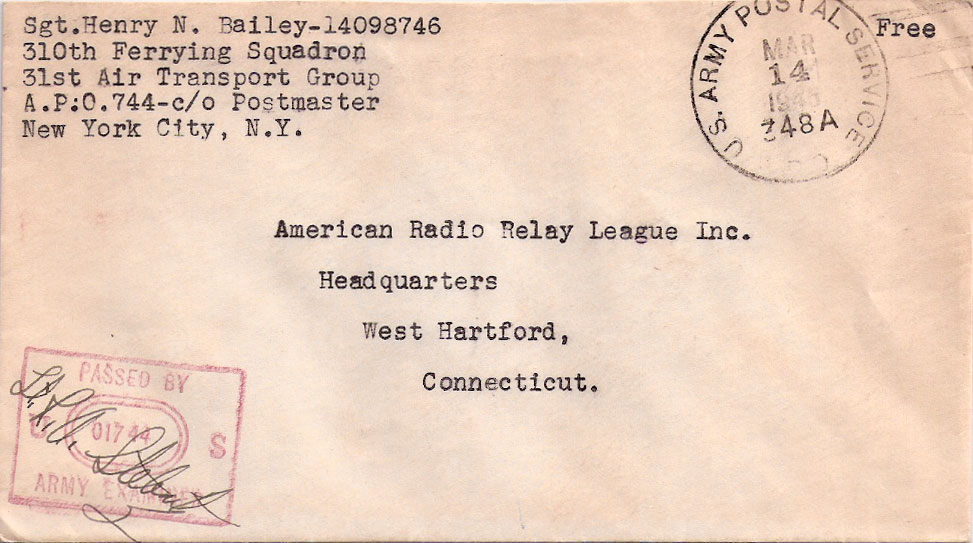 Sgt.Henry N. Bailey-14098746
310th Ferrying Squadron
31st Air Transport Group
A.P:O.744-c/o Postmaster
New York City, N.Y.
Free
U.S. ARMY POSTAL SERVICE
MAR
14
748A
American Radio Relay League Inc.
Headquarters
West Hartford,
Connecticut.
PASSED BY
U 01744 S
ARMY EXAMINER